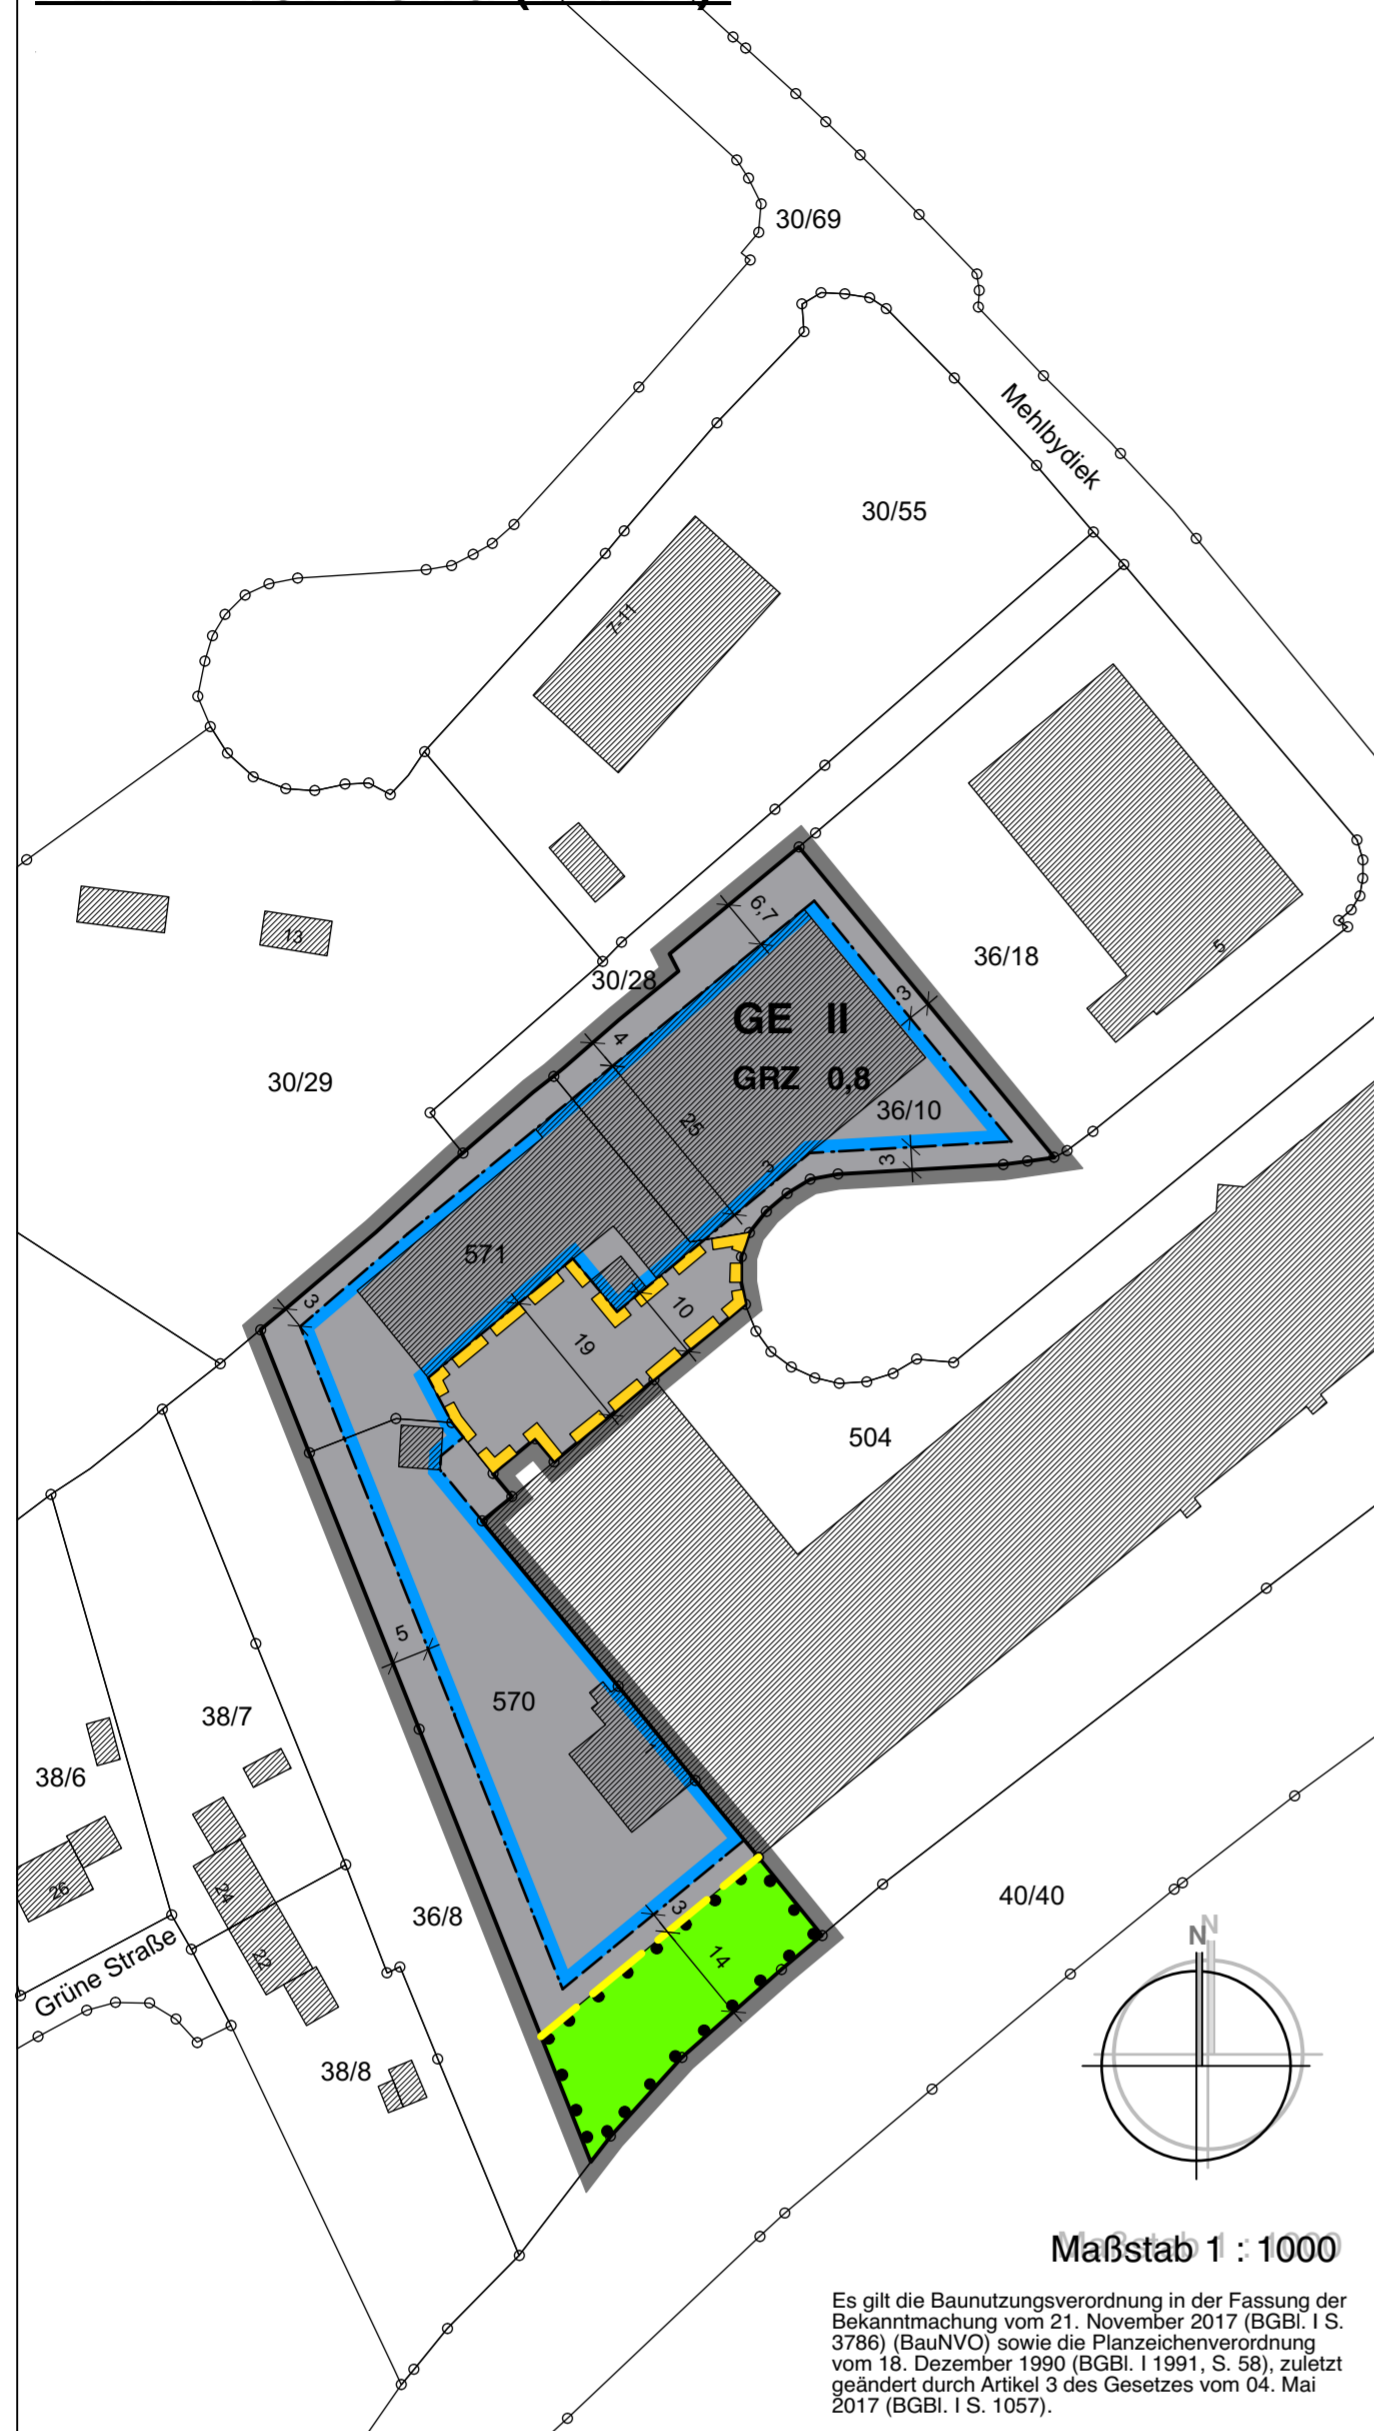 30/69
Mehlbydiek
30/55
7-11
13
6,7
36/18
5
30/28
3
GE II
4
GRZ 0,8
30/29
36/10
25
3
3
571
3
10
19
504
5
570
1
38/7
38/6
26
24
36/8
3
40/40
14
22
Grüne Straße
N
N
38/8
Maßstab 1 : 1000
Es gilt die Baunutzungsverordnung in der Fassung der
Bekanntmachung vom 21. November 2017 (BGBl. I S.
3786) (BauNVO) sowie die Planzeichenverordnung
vom 18. Dezember 1990 (BGBl. I 1991, S. 58), zuletzt
geändert durch Artikel 3 des Gesetzes vom 04. Mai
2017 (BGBl. I S. 1057).